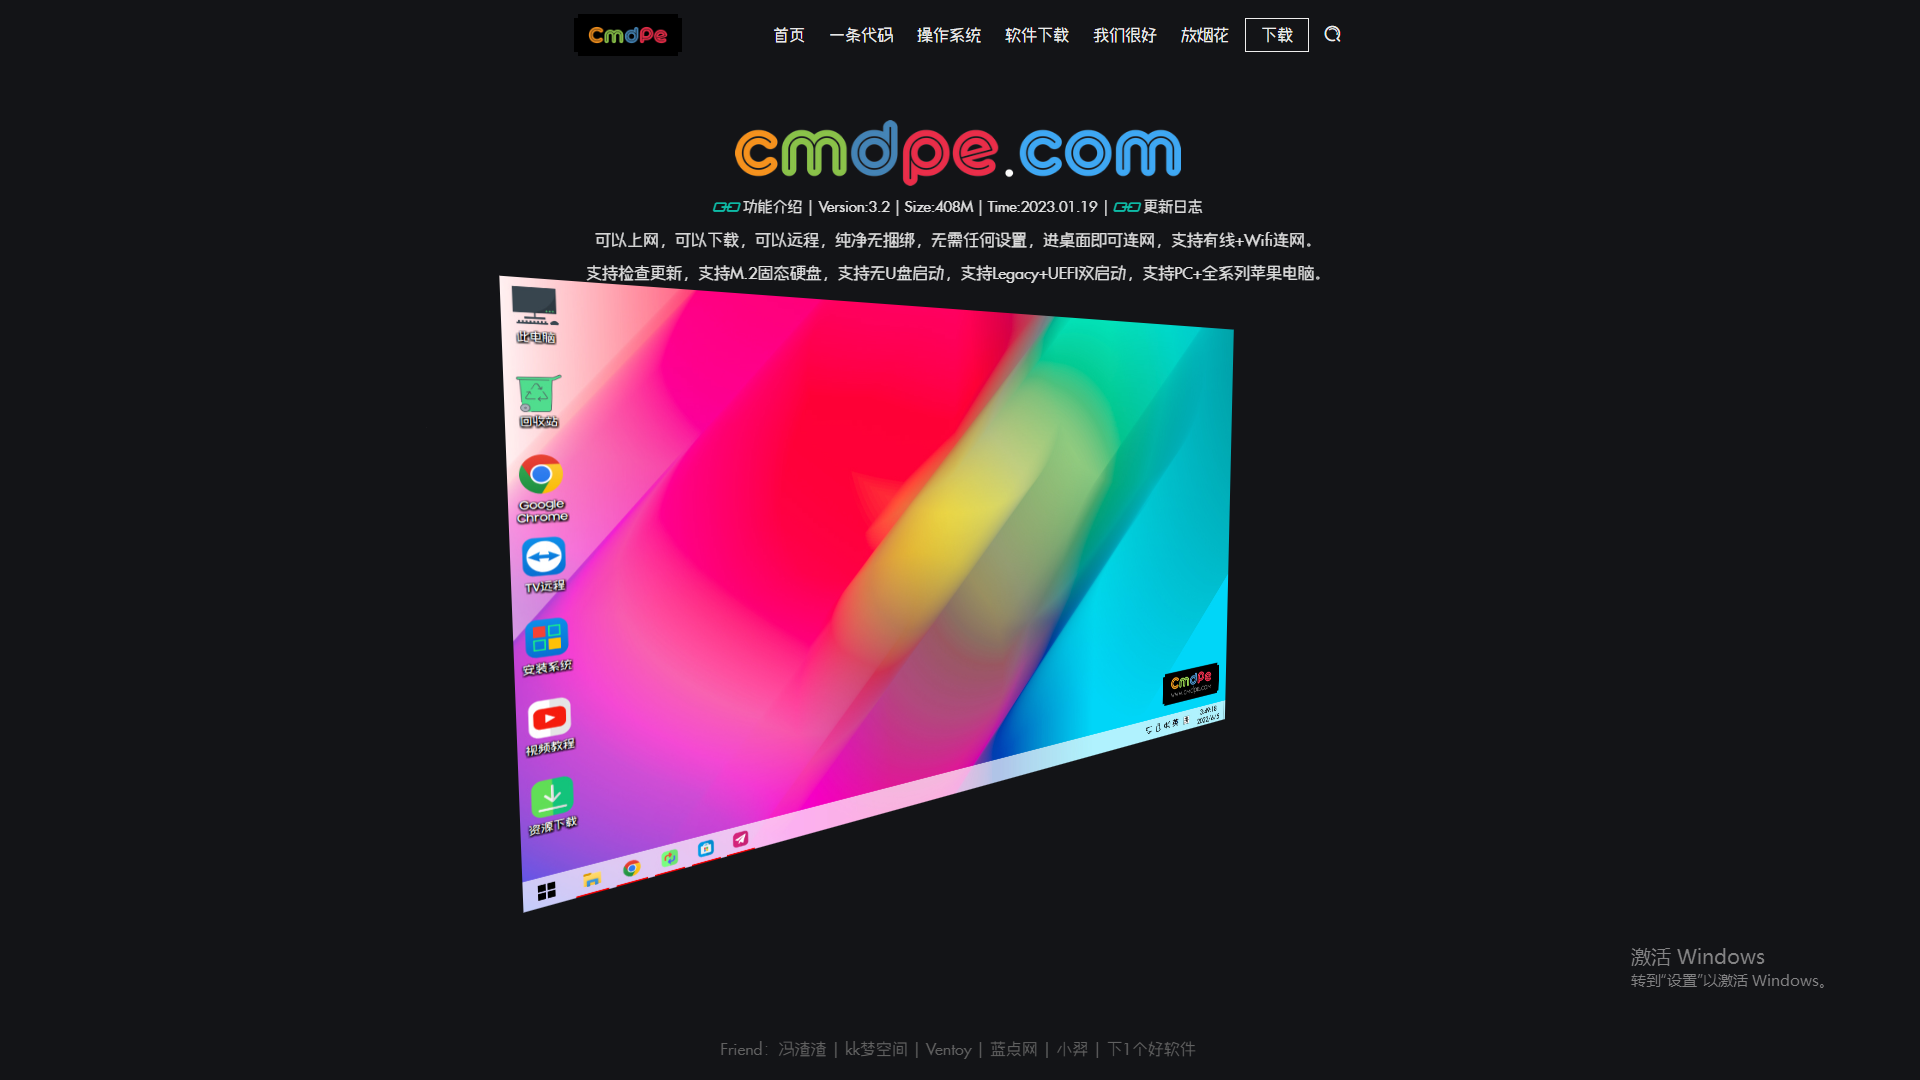 CmdPe 首页 一条代码 操作系统 软件下载 我们很好 放烟花 下载
cmdpe.com
功能介绍 | Version:3.2 | Size:408M | Time:2023.01.19 | 更新日志
可以上网，可以下载，可以远程，纯净无捆绑，无需任何设置，进桌面即可连网，支持有线+Wifi连网。
支持检查更新，支持M.2固态硬盘，支持无U盘启动，支持Legacy+UEFI双启动，支持PC+全系列苹果电脑。
此电脑
回收站
Google
Chrome
TV远程
安装系统
视频教程
资源下载
CmdPe
www.cmdpe.com
英
激活 Windows
转到“设置”以激活 Windows。
Friend：冯渣渣 | kk梦空间 | Ventoy | 蓝点网 | 小羿 | 下1个好软件